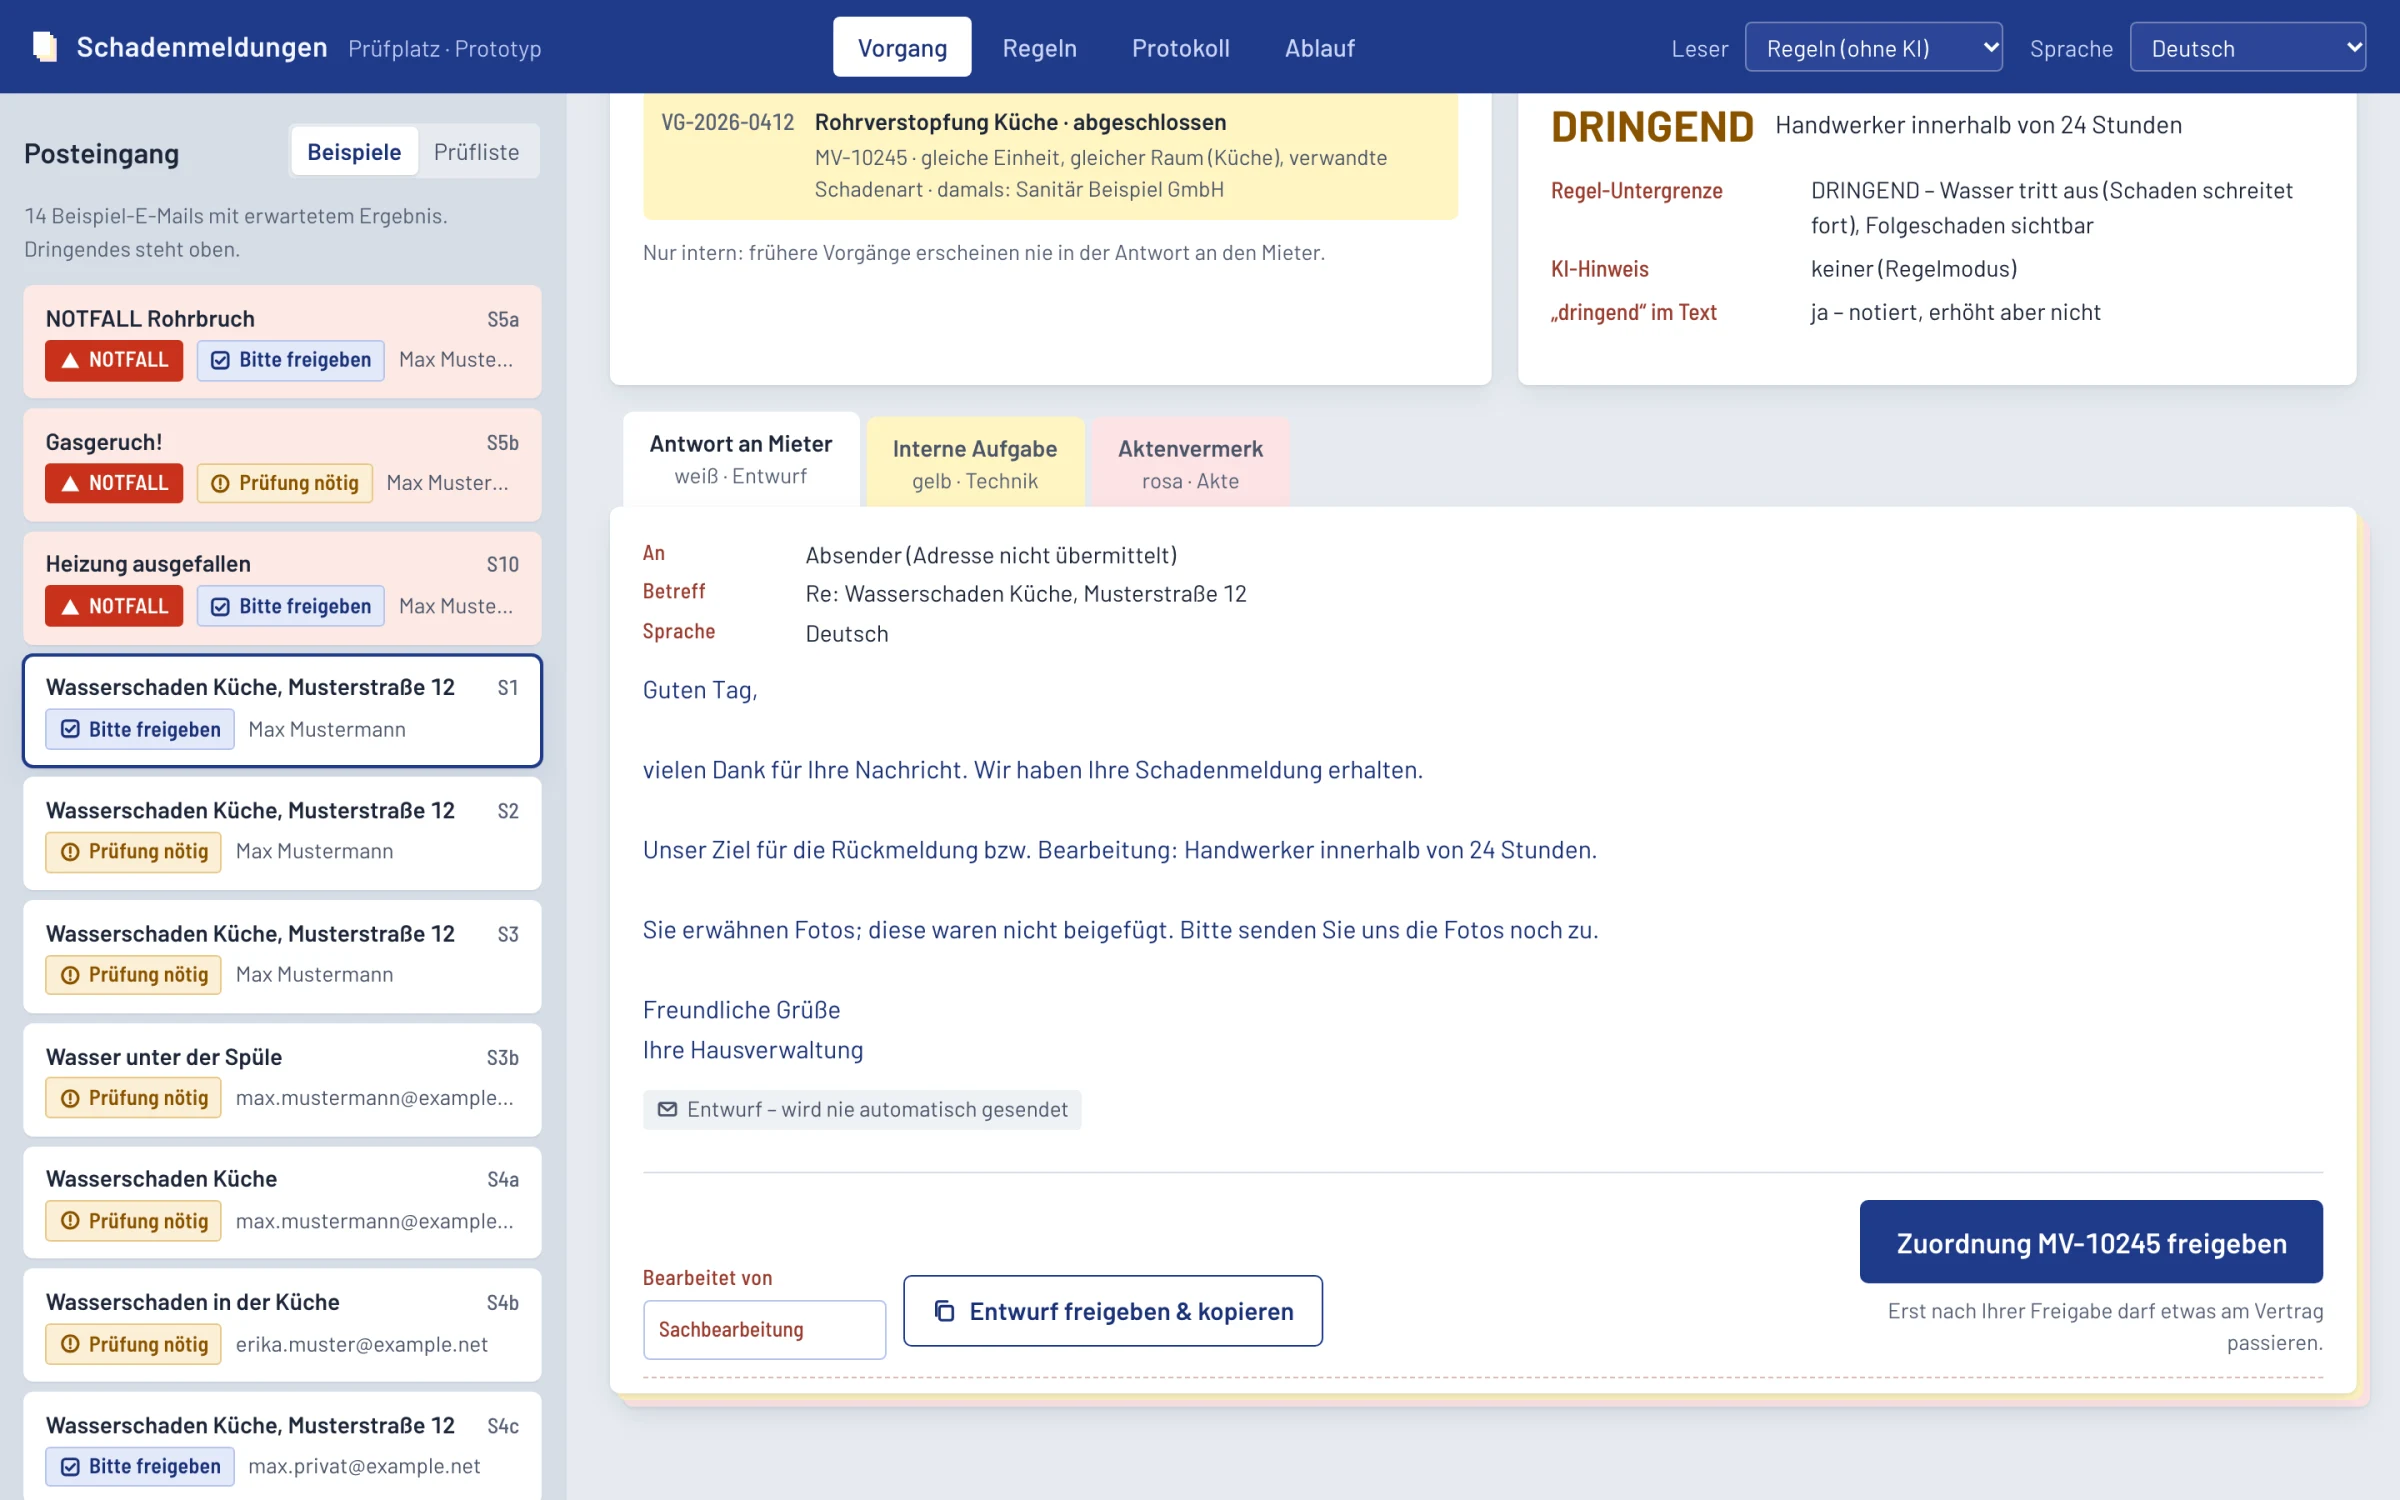 Schadenmeldungen Prüfplatz · Prototyp
Vorgang Regeln Protokoll Ablauf
Leser Regeln (ohne KI) Sprache Deutsch
Posteingang Beispiele Prüfliste
14 Beispiel-E-Mails mit erwartetem Ergebnis.
Dringendes steht oben.
NOTFALL Rohrbruch S5a
NOTFALL Bitte freigeben Max Muste...
Gasgeruch! S5b
NOTFALL Prüfung nötig Max Muster...
Heizung ausgefallen S10
NOTFALL Bitte freigeben Max Muste...
Wasserschaden Küche, Musterstraße 12 S1
Bitte freigeben Max Mustermann
Wasserschaden Küche, Musterstraße 12 S2
Prüfung nötig Max Mustermann
Wasserschaden Küche, Musterstraße 12 S3
Prüfung nötig Max Mustermann
Wasser unter der Spüle S3b
Prüfung nötig max.mustermann@example...
Wasserschaden Küche S4a
Prüfung nötig max.mustermann@example...
Wasserschaden in der Küche S4b
Prüfung nötig erika.muster@example.net
Wasserschaden Küche, Musterstraße 12 S4c
Bitte freigeben max.privat@example.net
VG-2026-0412 Rohrverstopfung Küche · abgeschlossen
MV-10245 · gleiche Einheit, gleicher Raum (Küche), verwandte
Schadenart · damals: Sanitär Beispiel GmbH
Nur intern: frühere Vorgänge erscheinen nie in der Antwort an den Mieter.
DRINGEND Handwerker innerhalb von 24 Stunden
Regel-Untergrenze DRINGEND – Wasser tritt aus (Schaden schreitet
fort), Folgeschaden sichtbar
KI-Hinweis keiner (Regelmodus)
„dringend“ im Text ja – notiert, erhöht aber nicht
Antwort an Mieter Interne Aufgabe Aktenvermerk
weiß · Entwurf gelb · Technik rosa · Akte
An Absender (Adresse nicht übermittelt)
Betreff Re: Wasserschaden Küche, Musterstraße 12
Sprache Deutsch
Guten Tag,
vielen Dank für Ihre Nachricht. Wir haben Ihre Schadenmeldung erhalten.
Unser Ziel für die Rückmeldung bzw. Bearbeitung: Handwerker innerhalb von 24 Stunden.
Sie erwähnen Fotos; diese waren nicht beigefügt. Bitte senden Sie uns die Fotos noch zu.
Freundliche Grüße
Ihre Hausverwaltung
Entwurf – wird nie automatisch gesendet
Bearbeitet von
Sachbearbeitung
Entwurf freigeben & kopieren
Zuordnung MV-10245 freigeben
Erst nach Ihrer Freigabe darf etwas am Vertrag
passieren.